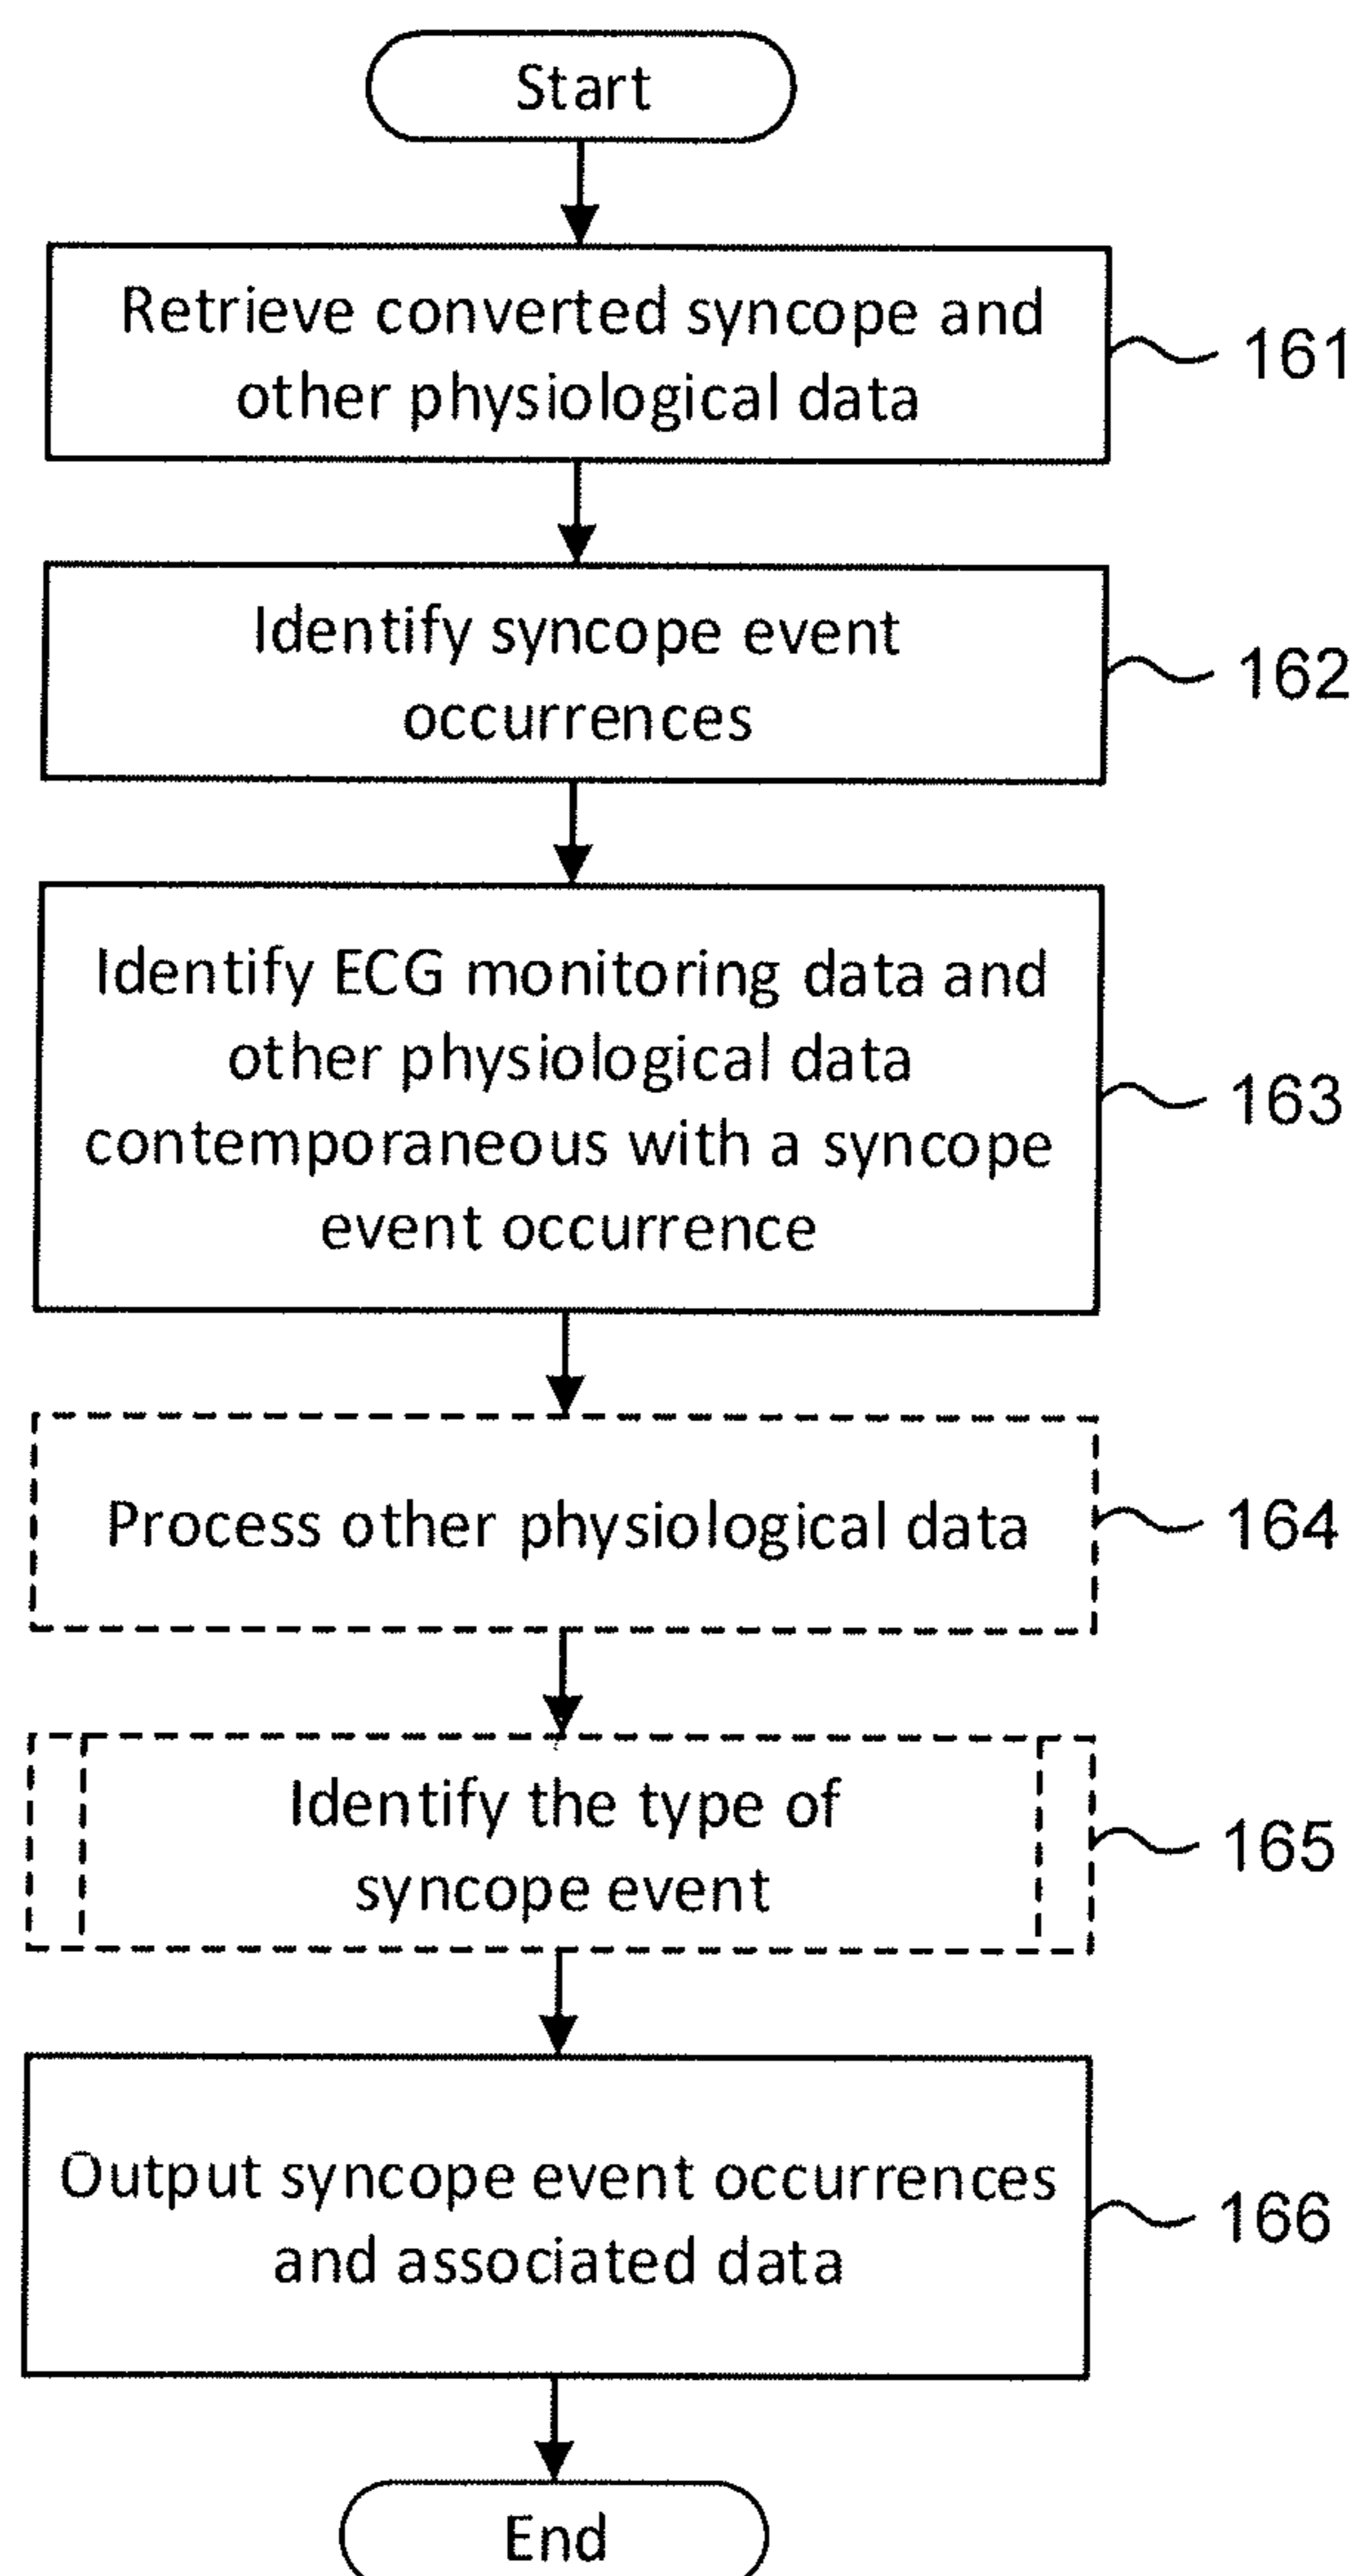 Start
Retrieve converted syncope and
other physiological data
161
Identify syncope event
occurrences
162
Identify ECG monitoring data and
other physiological data
contemporaneous with a syncope
event occurrence
163
Process other physiological data
164
Identify the type of
syncope event
165
Output syncope event occurrences
and associated data
166
End